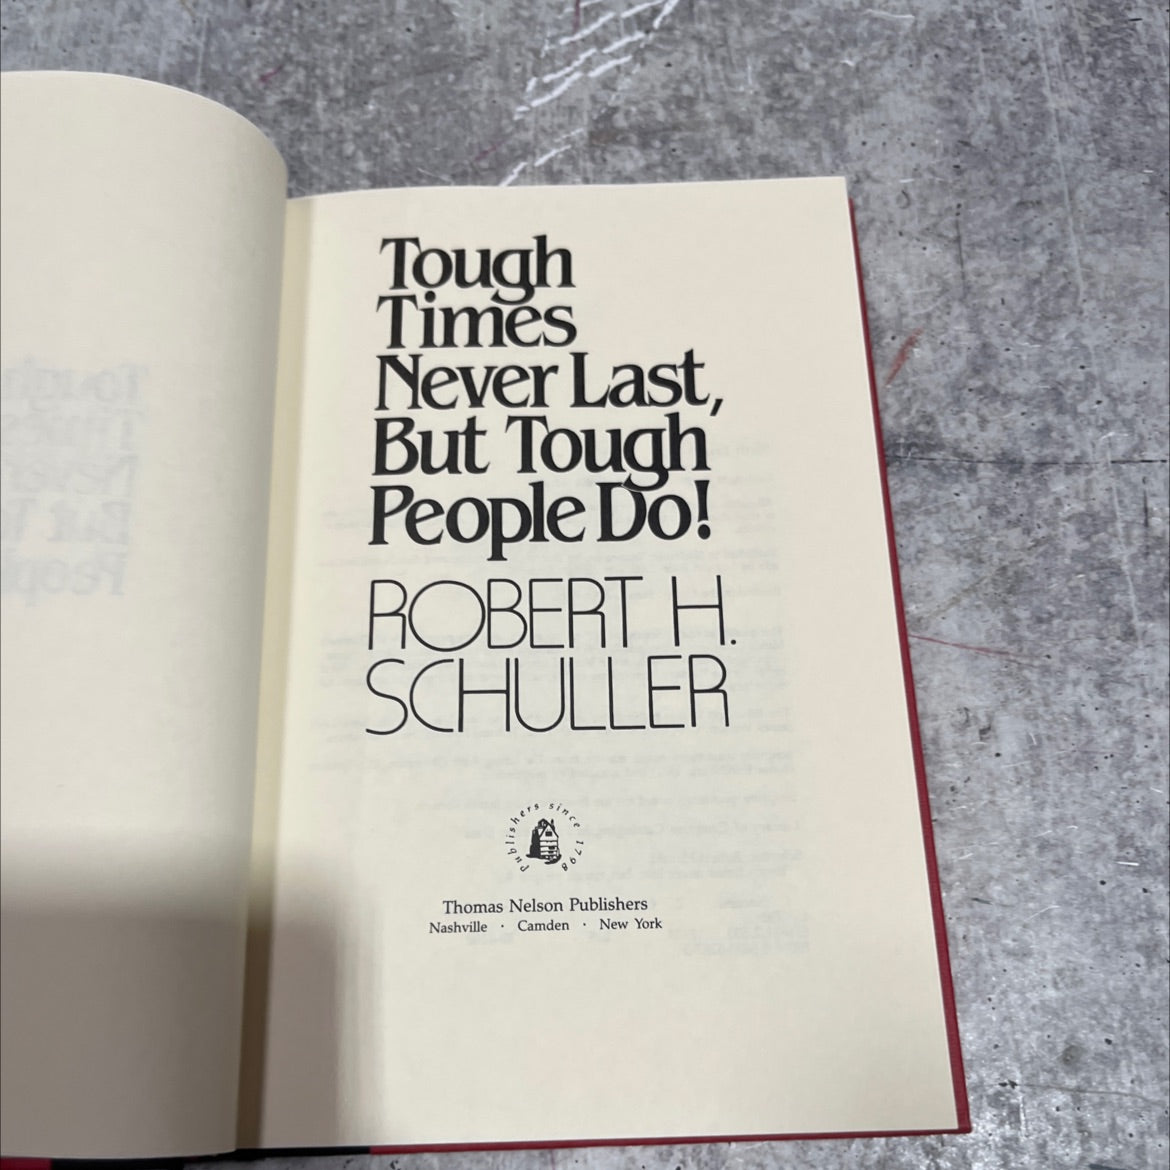 Tough
Times
Never Last,
But Tough
People Do!
ROBERT H.
SCHULLER
Publishers since 1798
Thomas Nelson Publishers
Nashville · Camden · New York